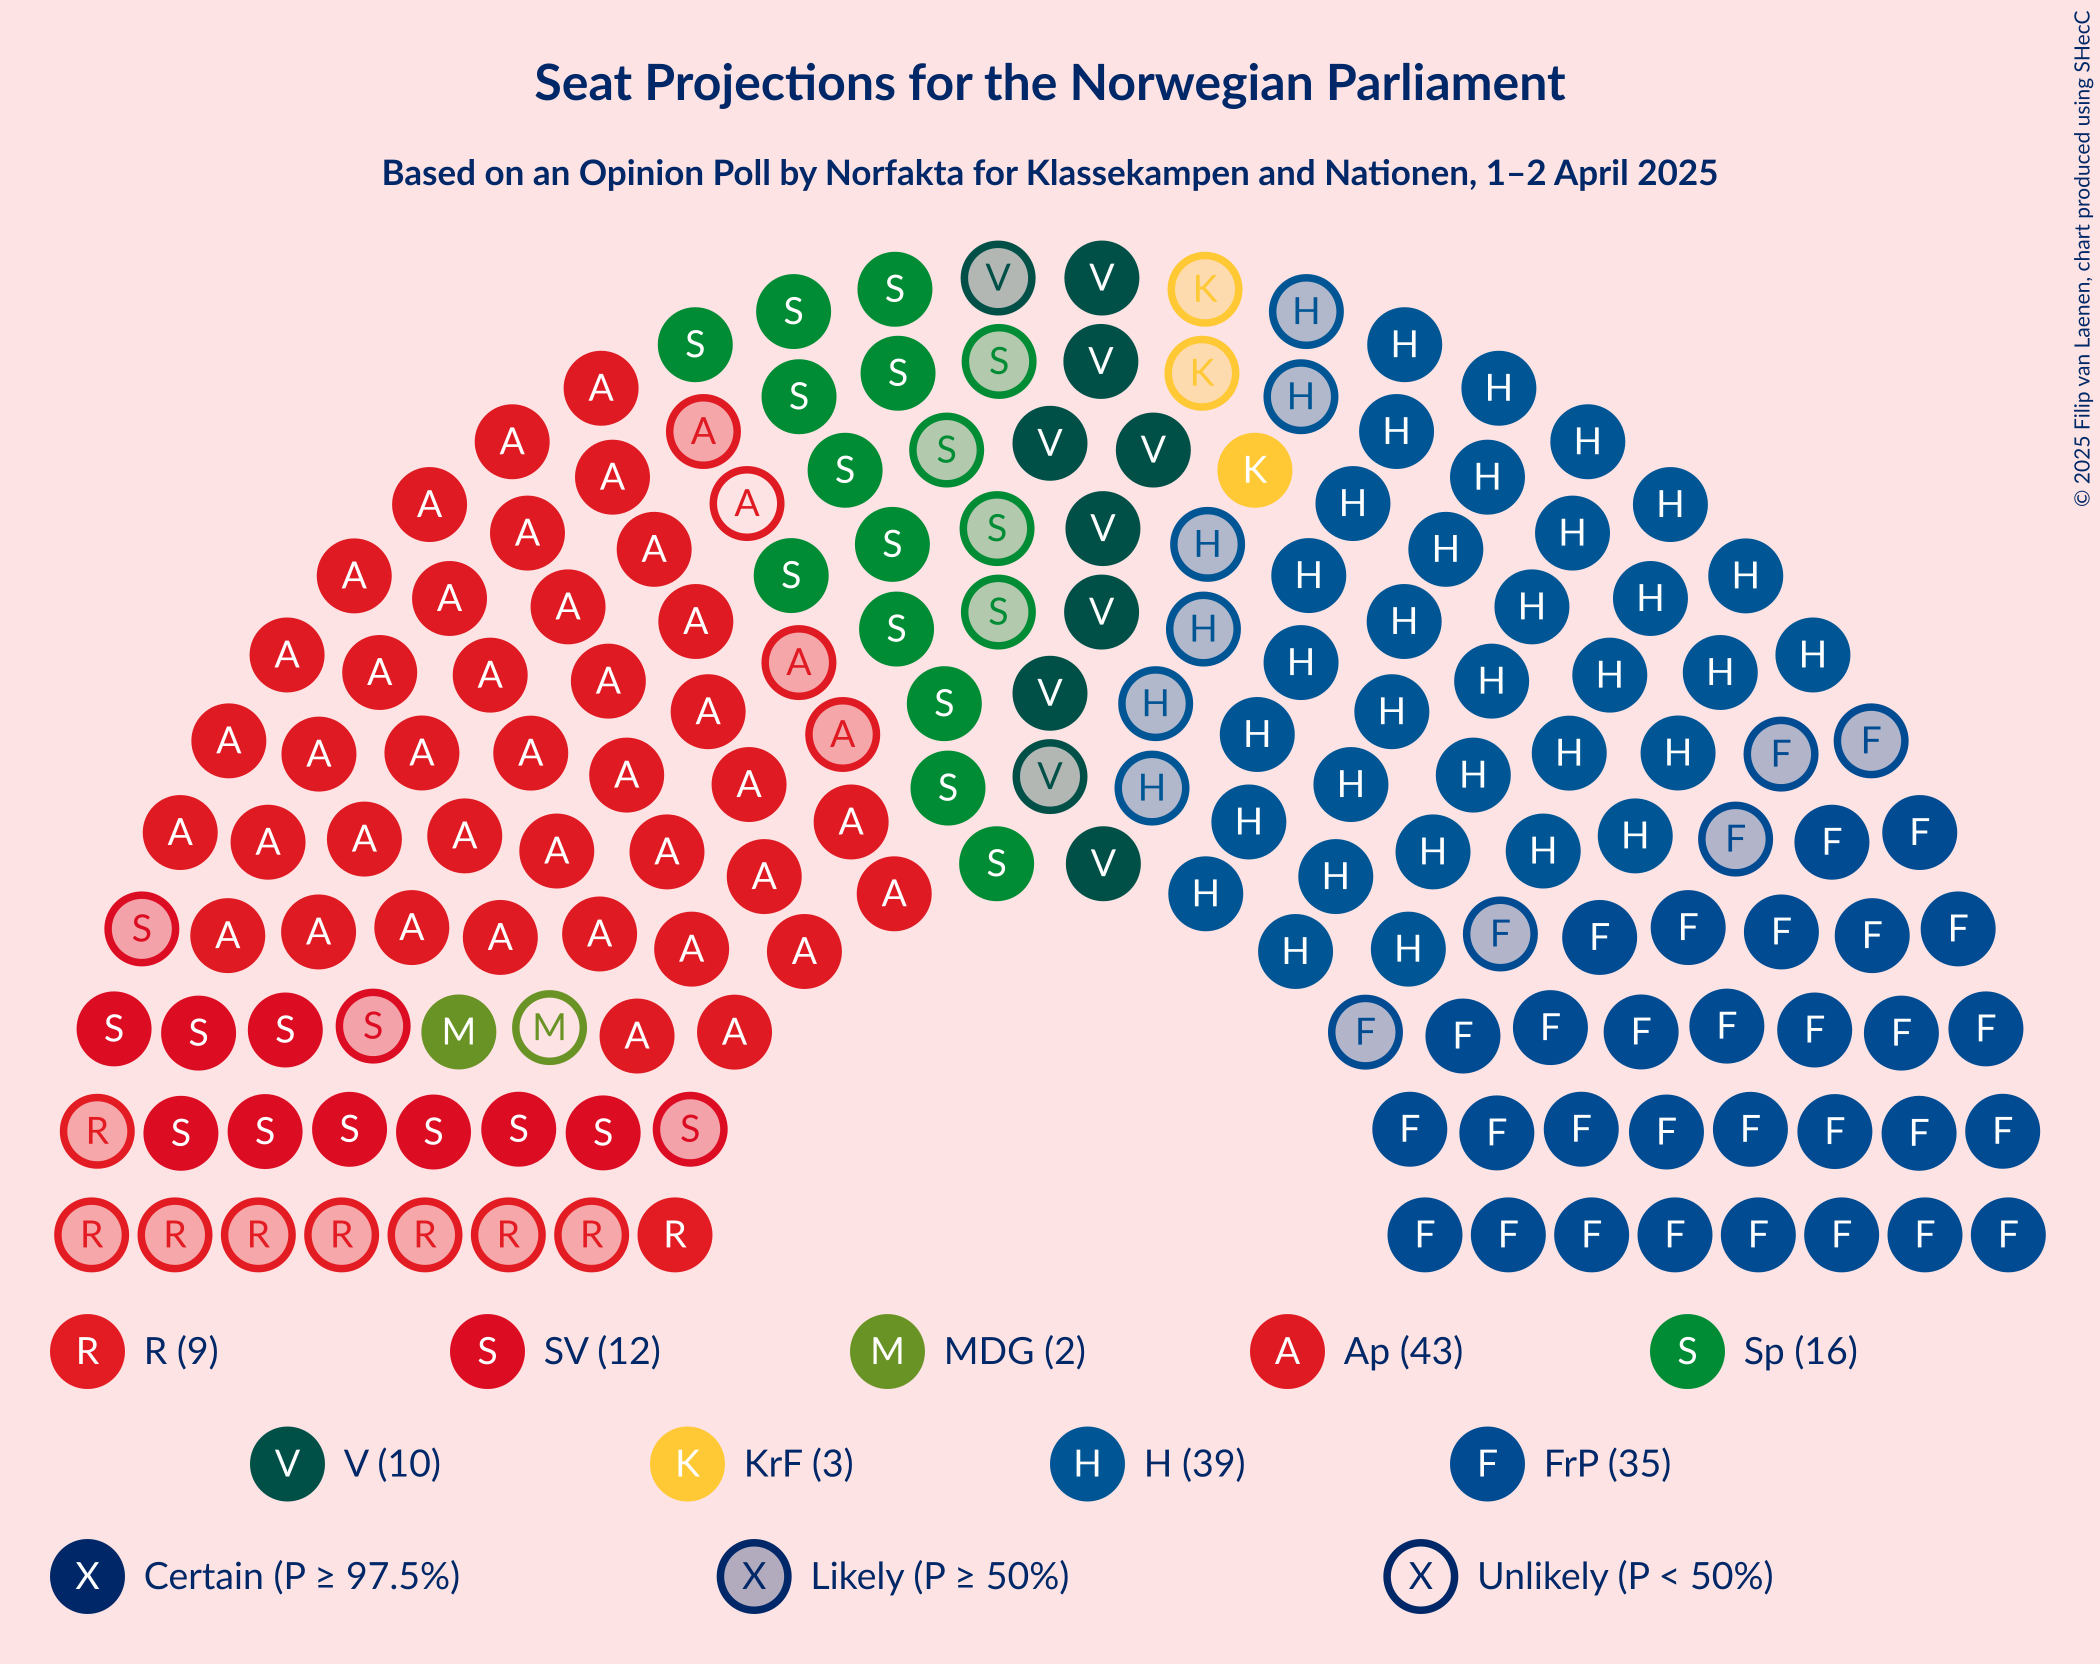 Seat Projections for the Norwegian Parliament
Based on an Opinion Poll by Norfakta for Klassekampen and Nationen, 1–2 April 2025
© 2025 Filip van Laenen, chart produced using SHecC
S S V V K H
S S S V K H H
A S S S V V K H H H
A A A S S V H H H H
A A A A S S S V H H H H H
A A A A A S V H H H H H H
A A A A A A S V H H H H H F F
A A A A A A A A S V H H H H H H F F F
S A A A A A A A A H H H F F F F F F
S S S S M M A A F F F F F F F F
R S S S S S S S F F F F F F F F
R R R R R R R R F F F F F F F F
R R (9) S SV (12) M MDG (2) A Ap (43) S Sp (16)
V V (10) K KrF (3) H H (39) F FrP (35)
X Certain (P ≥ 97.5%) X Likely (P ≥ 50%) X Unlikely (P < 50%)